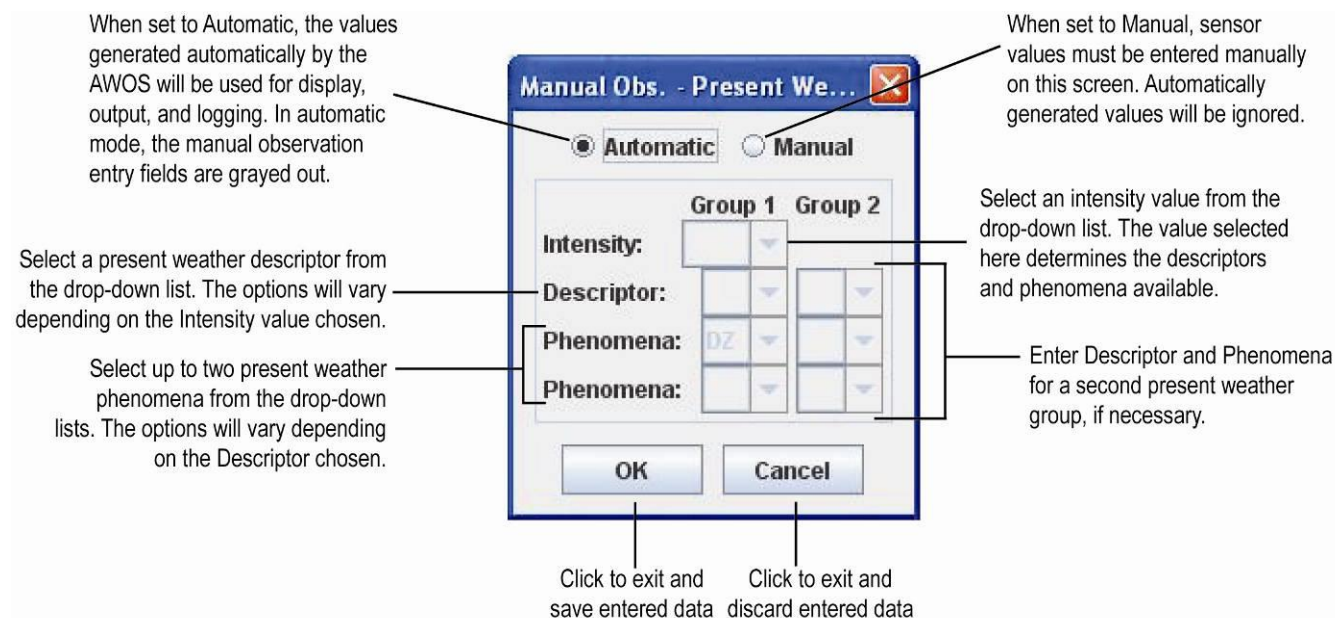 When set to Automatic, the values
generated automatically by the
AWOS will be used for display,
output, and logging. In automatic
mode, the manual observation
entry fields are grayed out.
When set to Manual, sensor
values must be entered manually
on this screen. Automatically
generated values will be ignored.
Manual Obs. - Present We...
Automatic Manual
Group 1 Group 2
Intensity:
Descriptor:
Phenomena: DZ
Phenomena:
OK Cancel
Select a present weather descriptor from
the drop-down list. The options will vary
depending on the Intensity value chosen.
Select up to two present weather
phenomena from the drop-down
lists. The options will vary depending
on the Descriptor chosen.
Select an intensity value from the
drop-down list. The value selected
here determines the descriptors
and phenomena available.
Enter Descriptor and Phenomena
for a second present weather
group, if necessary.
Click to exit and
save entered data
Click to exit and
discard entered data